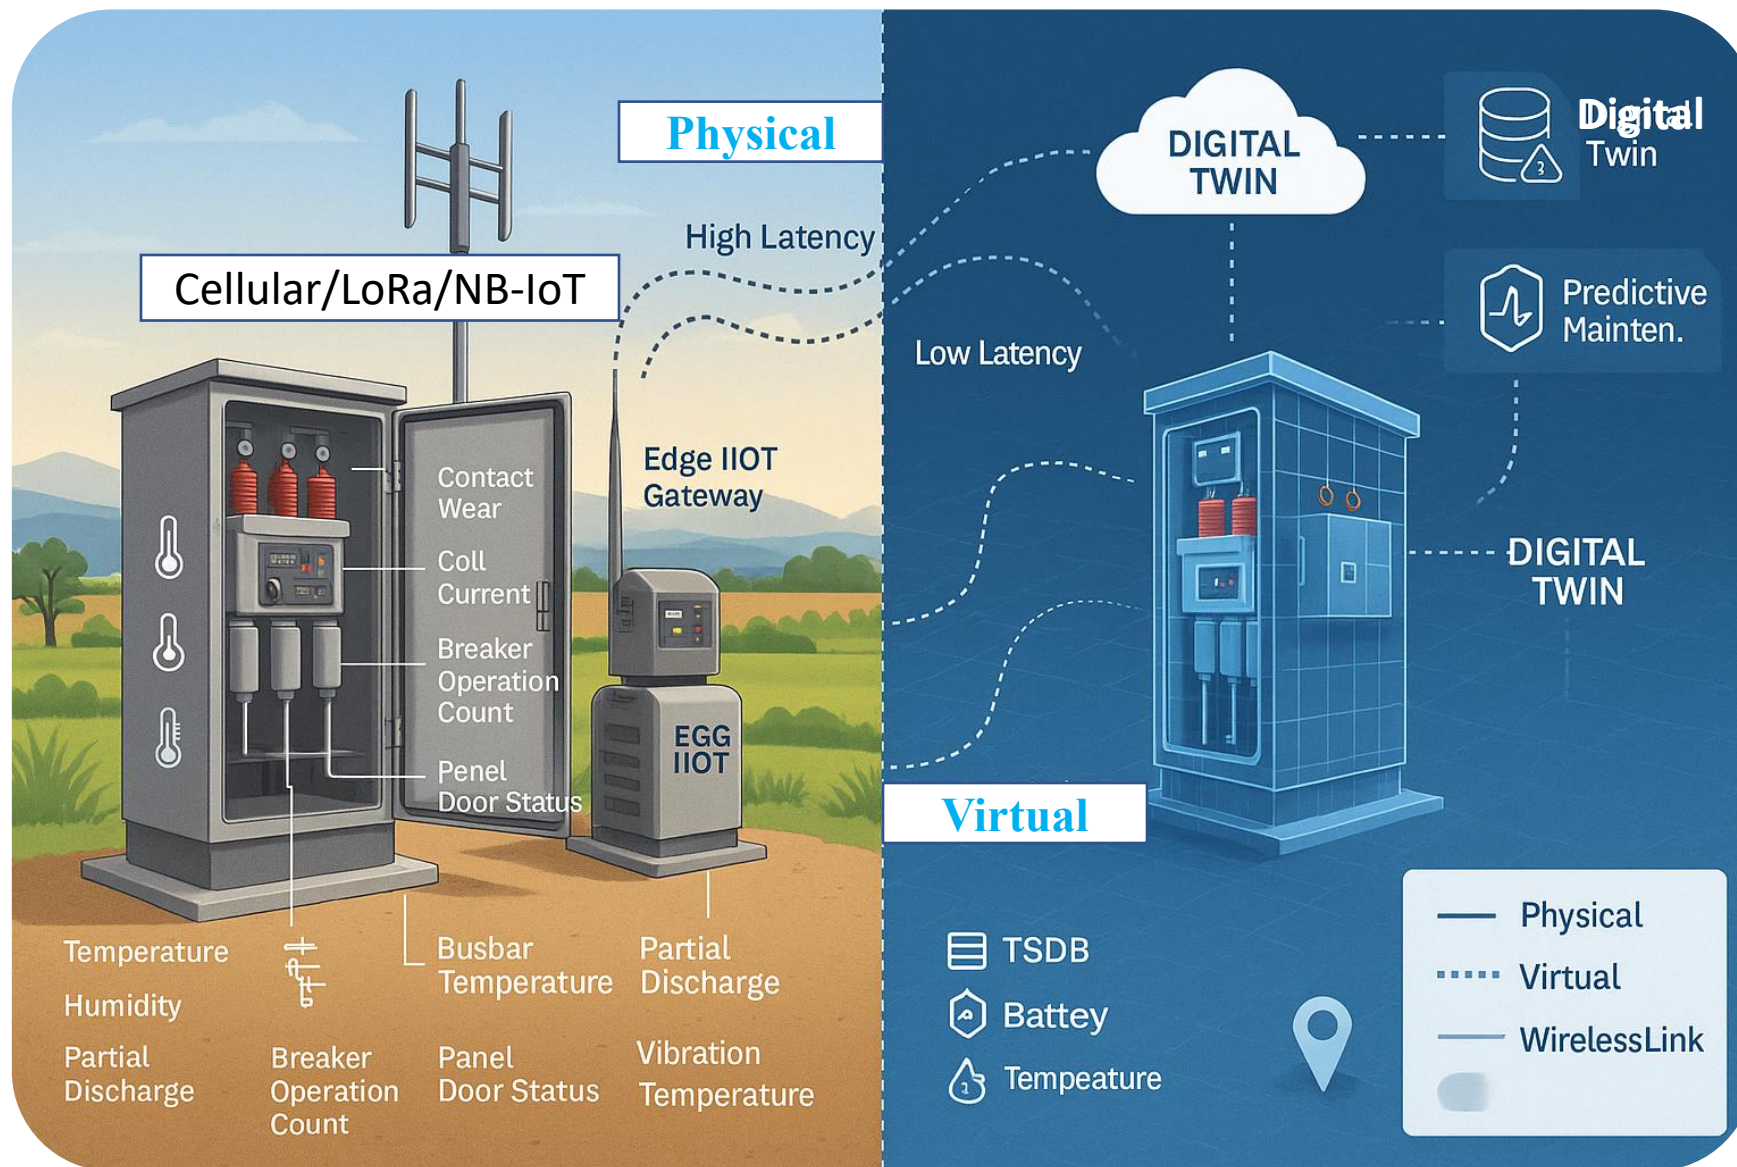 Physical
High Latency
Cellular/LoRa/NB-IoT
Edge IIOT
Gateway
Contact
Wear
Coll
Current
Breaker
Operation
Count
Penel
Door Status
EGG
IIOT
Temperature
Humidity
Partial
Discharge
Breaker
Operation
Count
Busbar
Temperature
Panel
Door Status
Partial
Discharge
Vibration
Temperature
DIGITAL
TWIN
Digital
Twin
Predictive
Mainten.
Low Latency
DIGITAL
TWIN
Virtual
TSDB
Battey
Tempeature
Physical
Virtual
WirelessLink